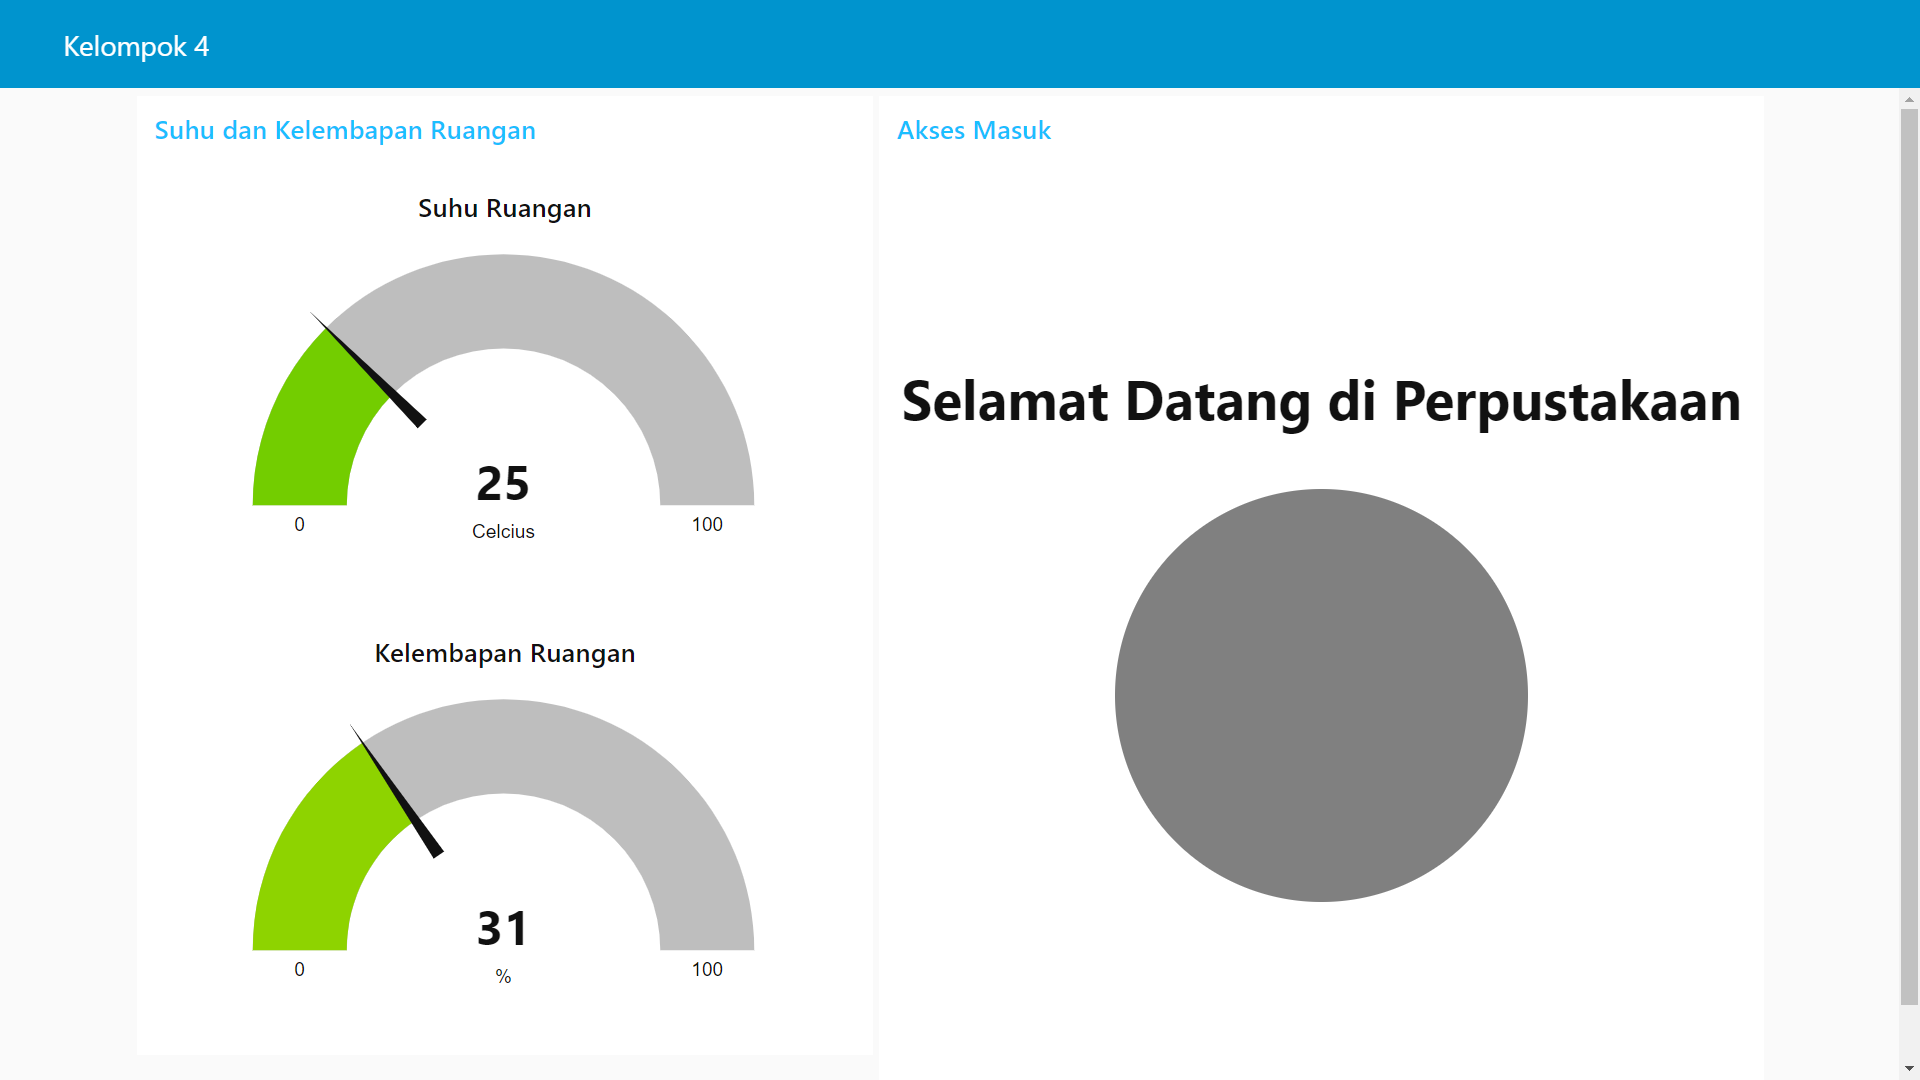 Kelompok 4
Suhu dan Kelembapan Ruangan
Suhu Ruangan
25
Celcius
0
100
Kelembapan Ruangan
31
%
0
100
Akses Masuk
Selamat Datang di Perpustakaan